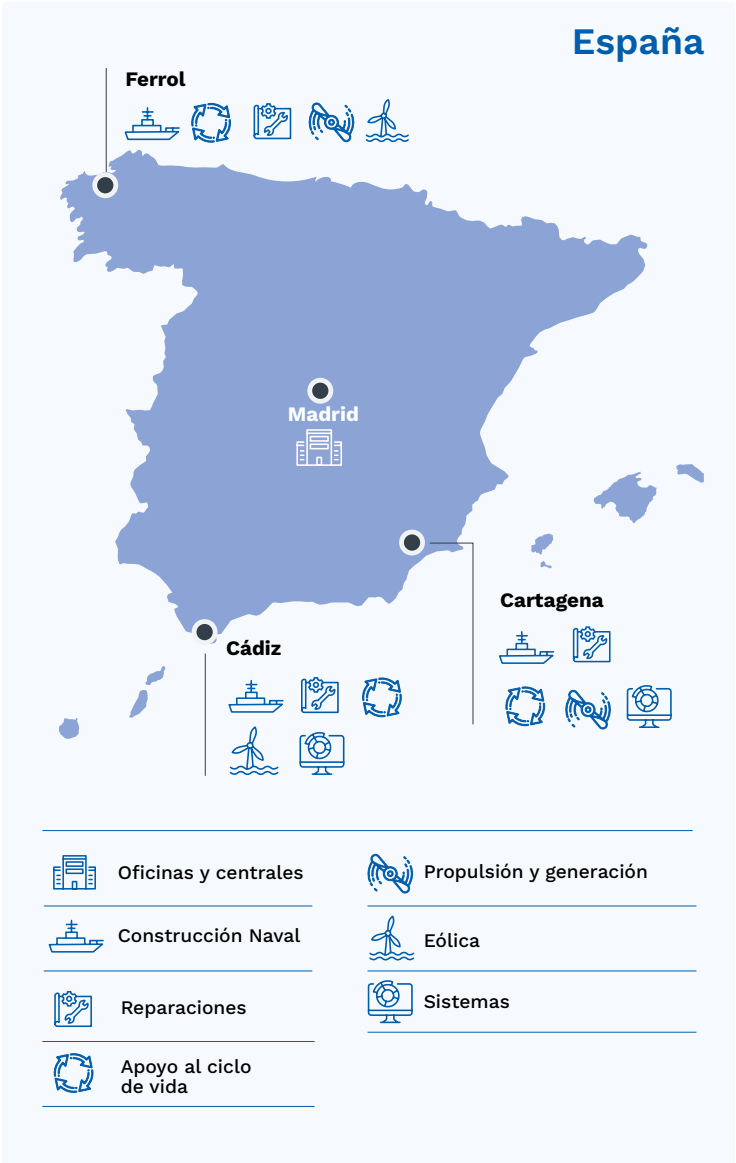 España
Ferrol
Madrid
Cartagena
Cádiz
Oficinas y centrales
Construcción Naval
Reparaciones
Apoyo al ciclo
de vida
Propulsión y generación
Eólica
Sistemas